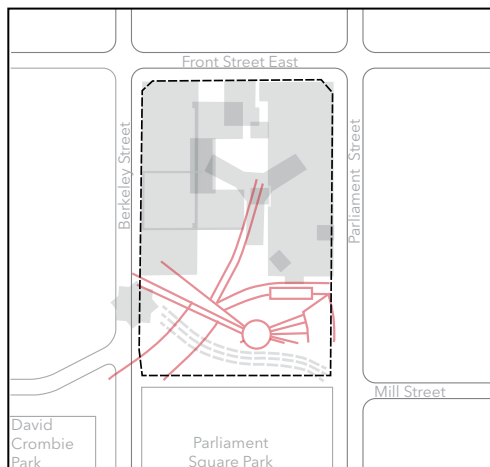 Front Street East
Berkeley Street
Parliament Street
Mill Street
David
Crombie
Park
Parliament
Square Park